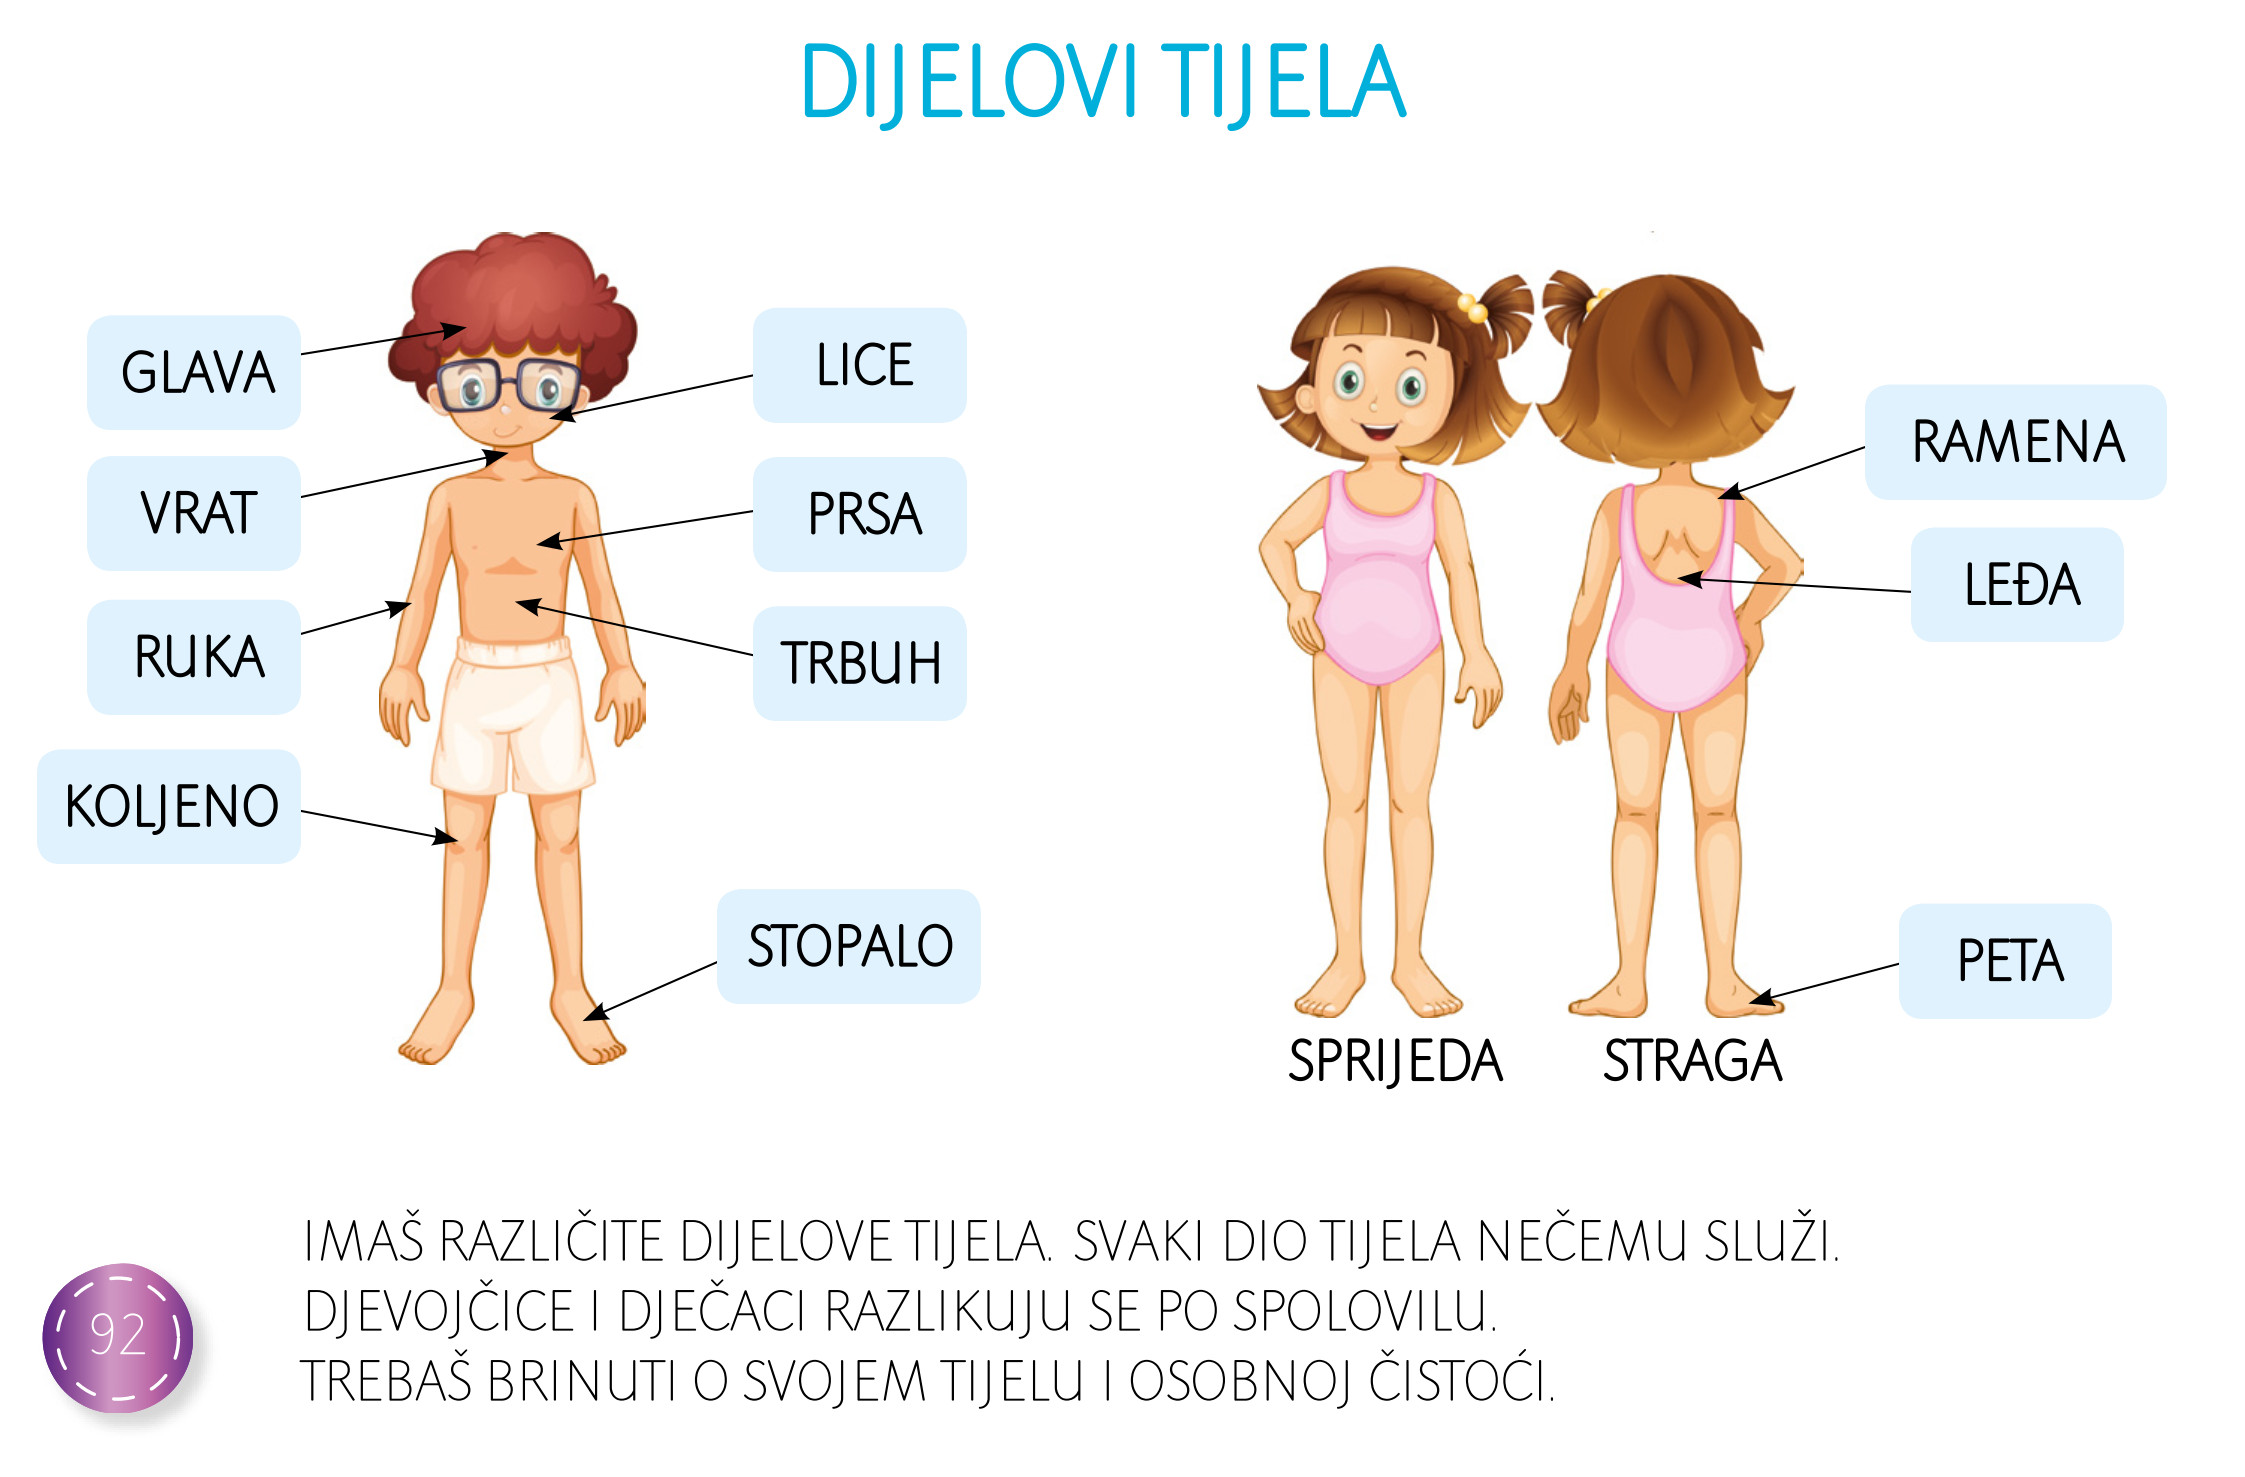 DIJELOVI TIJELA
GLAVA
VRAT
RUKA
KOLJENO
LICE
PRSA
TRBUH
STOPALO
RAMENA
LEĐA
PETA
SPRIJEDA
STRAGA
IMAŠ RAZLIČITE DIJELOVE TIJELA. SVAKI DIO TIJELA NEČEMU SLUŽI.
DJEVOJČICE I DJEČACI RAZLIKUJU SE PO SPOLOVILU.
TREBAŠ BRINUTI O SVOJEM TIJELU I OSOBNOJ ČISTOĆI.
92